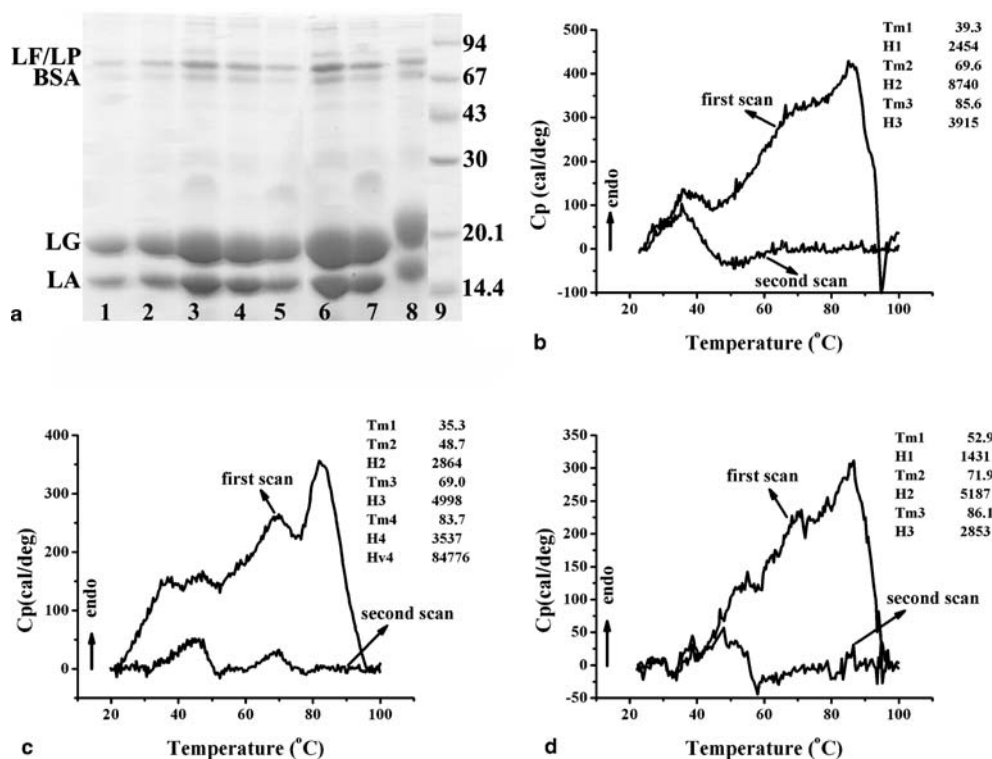 LF/LP
BSA
LG
LA
94
67
43
30
20.1
14.4
1 2 3 4 5 6 7 8 9
a
Cp (cal/deg)
500
400
300
200
100
0
-100
endo
first scan
second scan
Tm1 39.3
H1 2454
Tm2 69.6
H2 8740
Tm3 85.6
H3 3915
20 40 60 80 100
Temperature (°C)
b
Cp(cal/deg)
400
300
200
100
0
endo
first scan
second scan
Tm1 35.3
Tm2 48.7
H2 2864
Tm3 69.0
H3 4998
Tm4 83.7
H4 3537
Hv4 84776
20 40 60 80 100
Temperature (°C)
c
Cp(cal/deg)
350
300
250
200
150
100
50
0
-50
endo
first scan
second scan
Tm1 52.9
H1 1431
Tm2 71.9
H2 5187
Tm3 86.1
H3 2853
20 40 60 80 100
Temperature (°C)
d